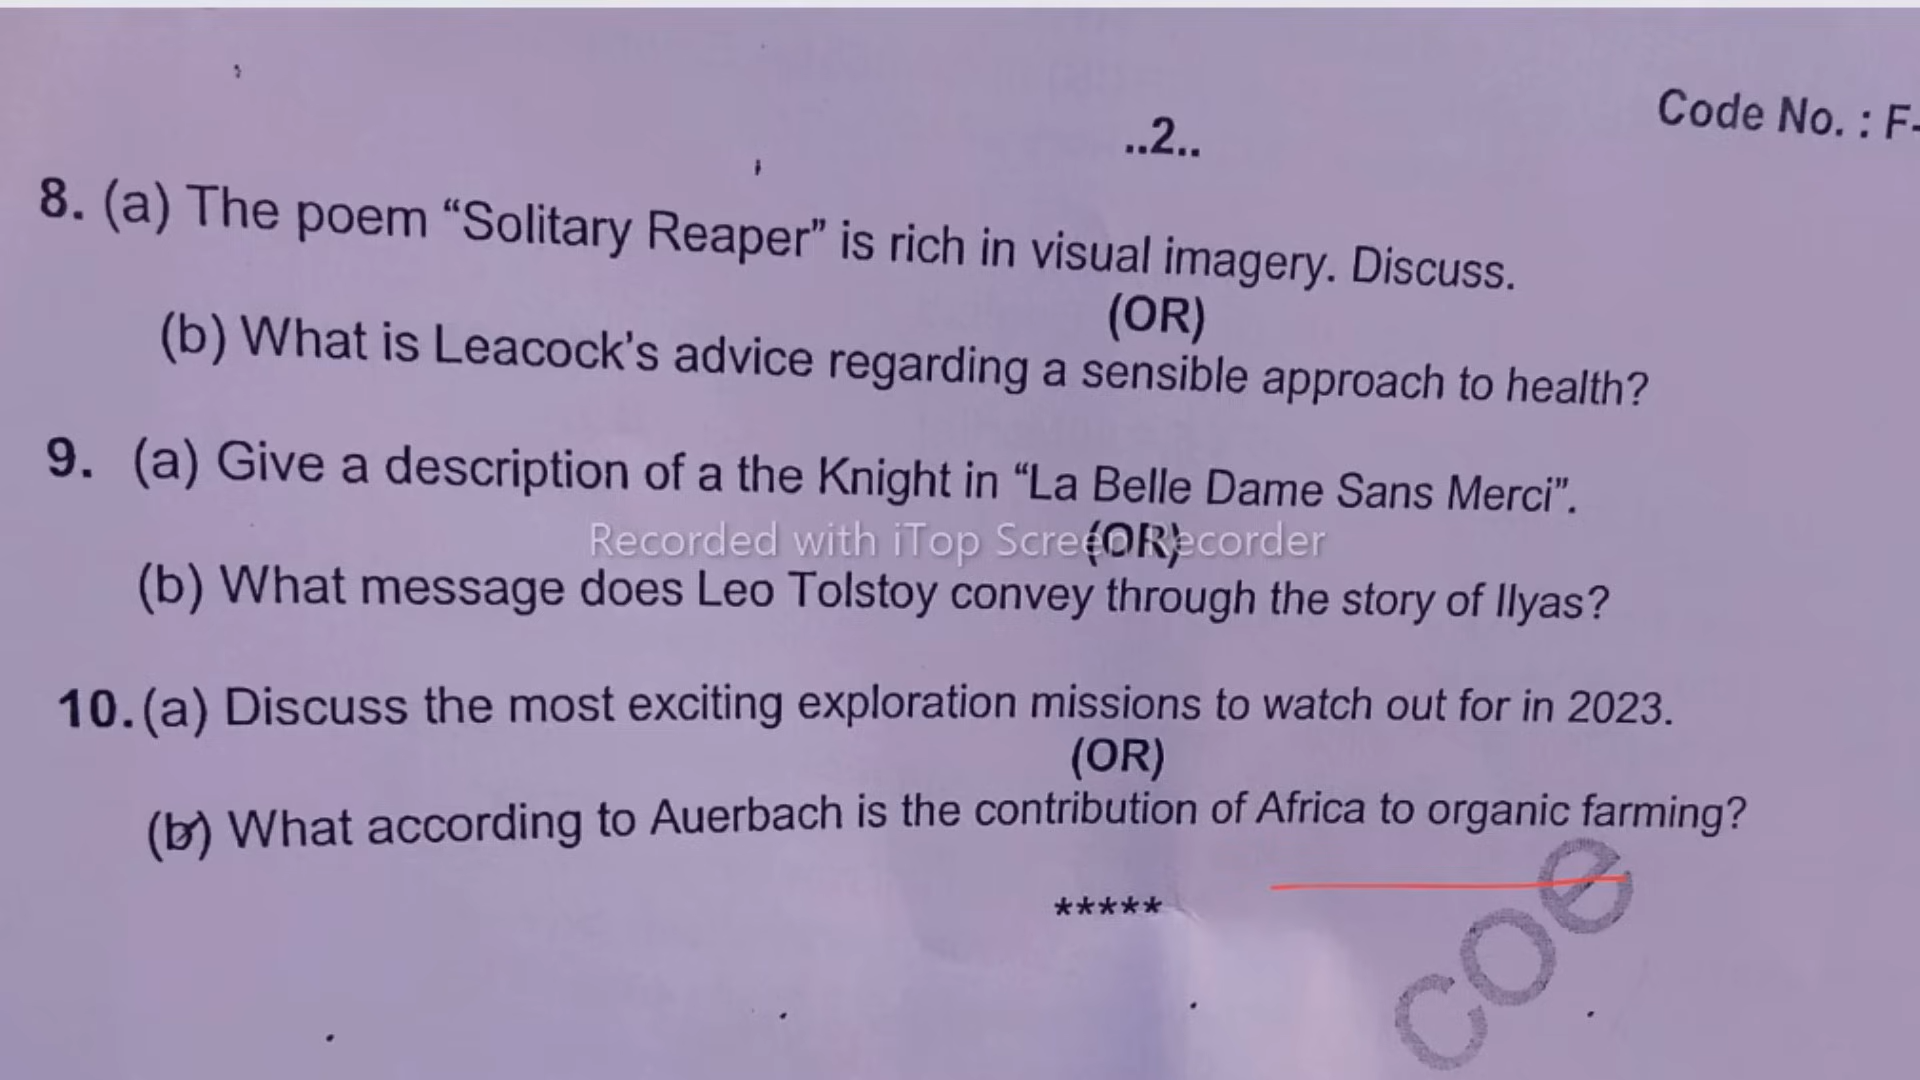 Code No. : F-
..2..
8. (a) The poem “Solitary Reaper” is rich in visual imagery. Discuss.
(OR)
(b) What is Leacock's advice regarding a sensible approach to health?
9. (a) Give a description of a the Knight in “La Belle Dame Sans Merci”.
(OR)
Recorded with iTop Screen Recorder
(b) What message does Leo Tolstoy convey through the story of Ilyas?
10. (a) Discuss the most exciting exploration missions to watch out for in 2023.
(OR)
(b) What according to Auerbach is the contribution of Africa to organic farming?
*****
coe